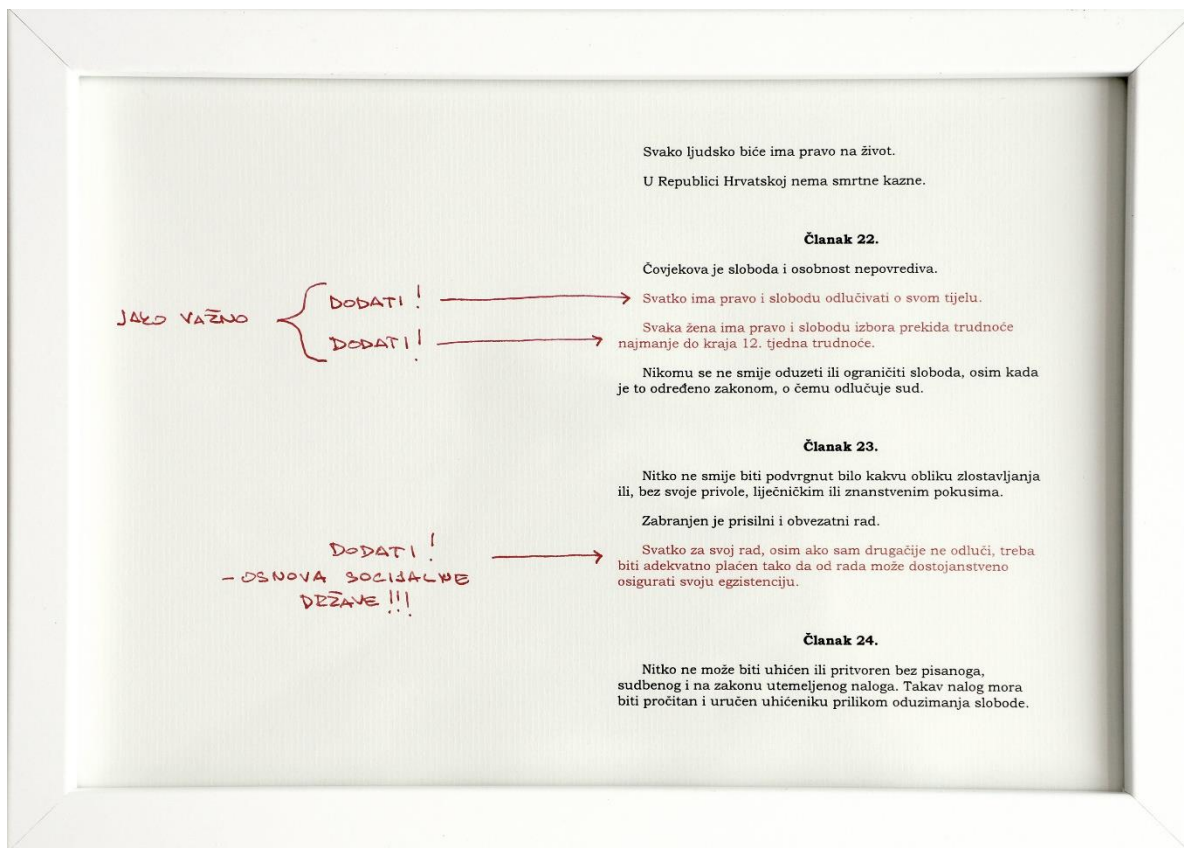 Svako ljudsko biće ima pravo na život.
U Republici Hrvatskoj nema smrtne kazne.
Članak 22.
Čovjekova je sloboda i osobnost nepovrediva.
JAKO VAŽNO
DODATI!
Svatko ima pravo i slobodu odlučivati o svom tijelu.
DODATI!
Svaka žena ima pravo i slobodu izbora prekida trudnoće
najmanje do kraja 12. tjedna trudnoće.
Nikomu se ne smije oduzeti ili ograničiti sloboda, osim kada
je to određeno zakonom, o čemu odlučuje sud.
Članak 23.
Nitko ne smije biti podvrgnut bilo kakvu obliku zlostavljanja
ili, bez svoje privole, liječničkim ili znanstvenim pokusima.
Zabranjen je prisilni i obvezatni rad.
DODATI!
- OSNOVA SOCIJALNE
DRŽAVE!!!
Svatko za svoj rad, osim ako sam drugačije ne odluči, treba
biti adekvatno plaćen tako da od rada može dostojanstveno
osigurati svoju egzistenciju.
Članak 24.
Nitko ne može biti uhićen ili pritvoren bez pisanoga,
sudbenog i na zakonu utemeljenog naloga. Takav nalog mora
biti pročitan i uručen uhićeniku prilikom oduzimanja slobode.